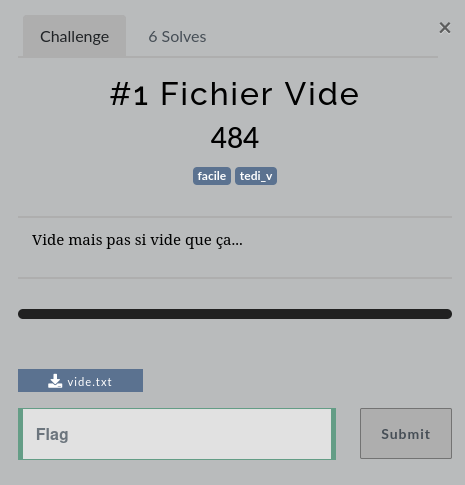 Challenge
6 Solves
×
#1 Fichier Vide
484
facile tedi_v
Vide mais pas si vide que ça...
vide.txt
Flag
Submit